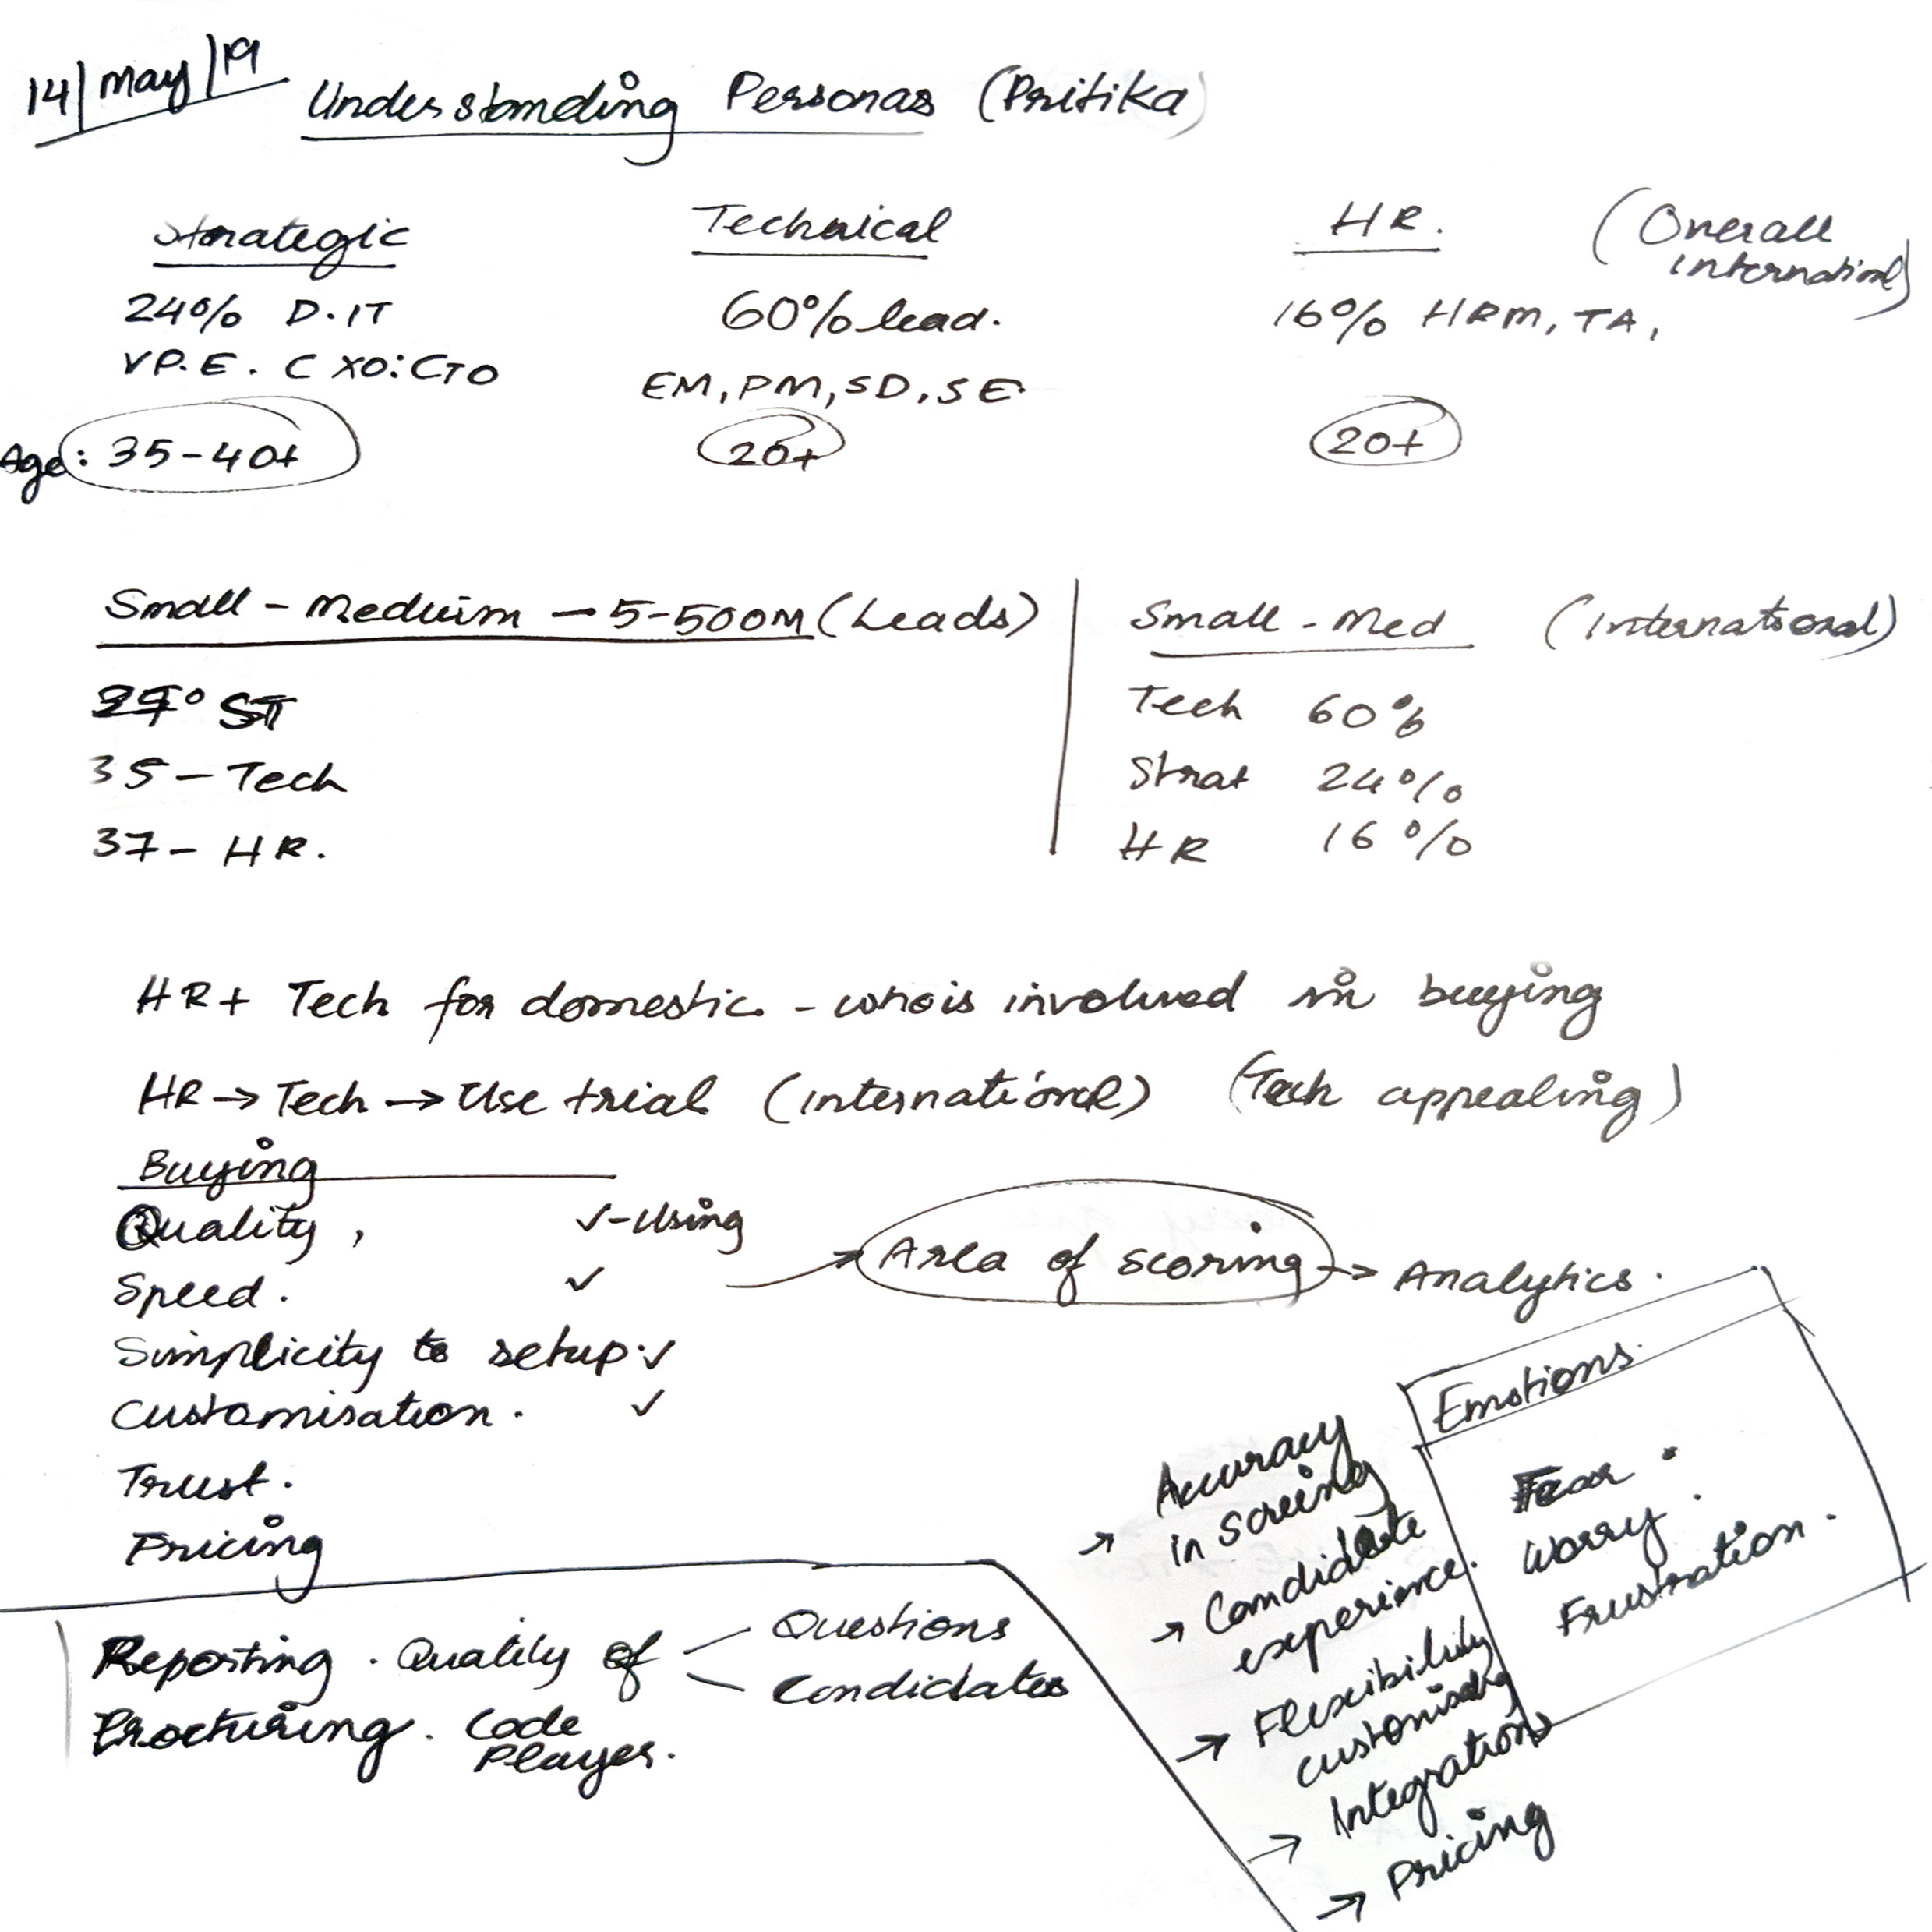 14/May/19
Understanding Personas (Pritika)
Strategic Technical HR. (Overall
international)
24% D.IT 60% lead. 16% HRM, TA,
VP.E. CXO:CTO EM, PM, SD, SE
Age: 35-40+ 20+ 20+
Small - Medium - 5-500M (Leads) Small - Med (International)
ST Tech 60%
35 - Tech Strat 24%
37 - HR. HR 16%
HR + Tech for domestic - who is involved in buying
HR → Tech → Use trial (international) (Tech appealing)
Buying
Quality, ✓ - Using
Speed. ✓ → Area of scoring → Analytics.
Simplicity to setup. ✓
Customisation. ✓
Trust.
Pricing
Emotions.
Fear.
Worry.
Frustration.
→ Accuracy
in Screeing
→ Candidate
experience.
→ Flexibility
→ Integrations
→ Pricing
Reporting. Quality of Questions
Candidates
Procturing. Code
Player.